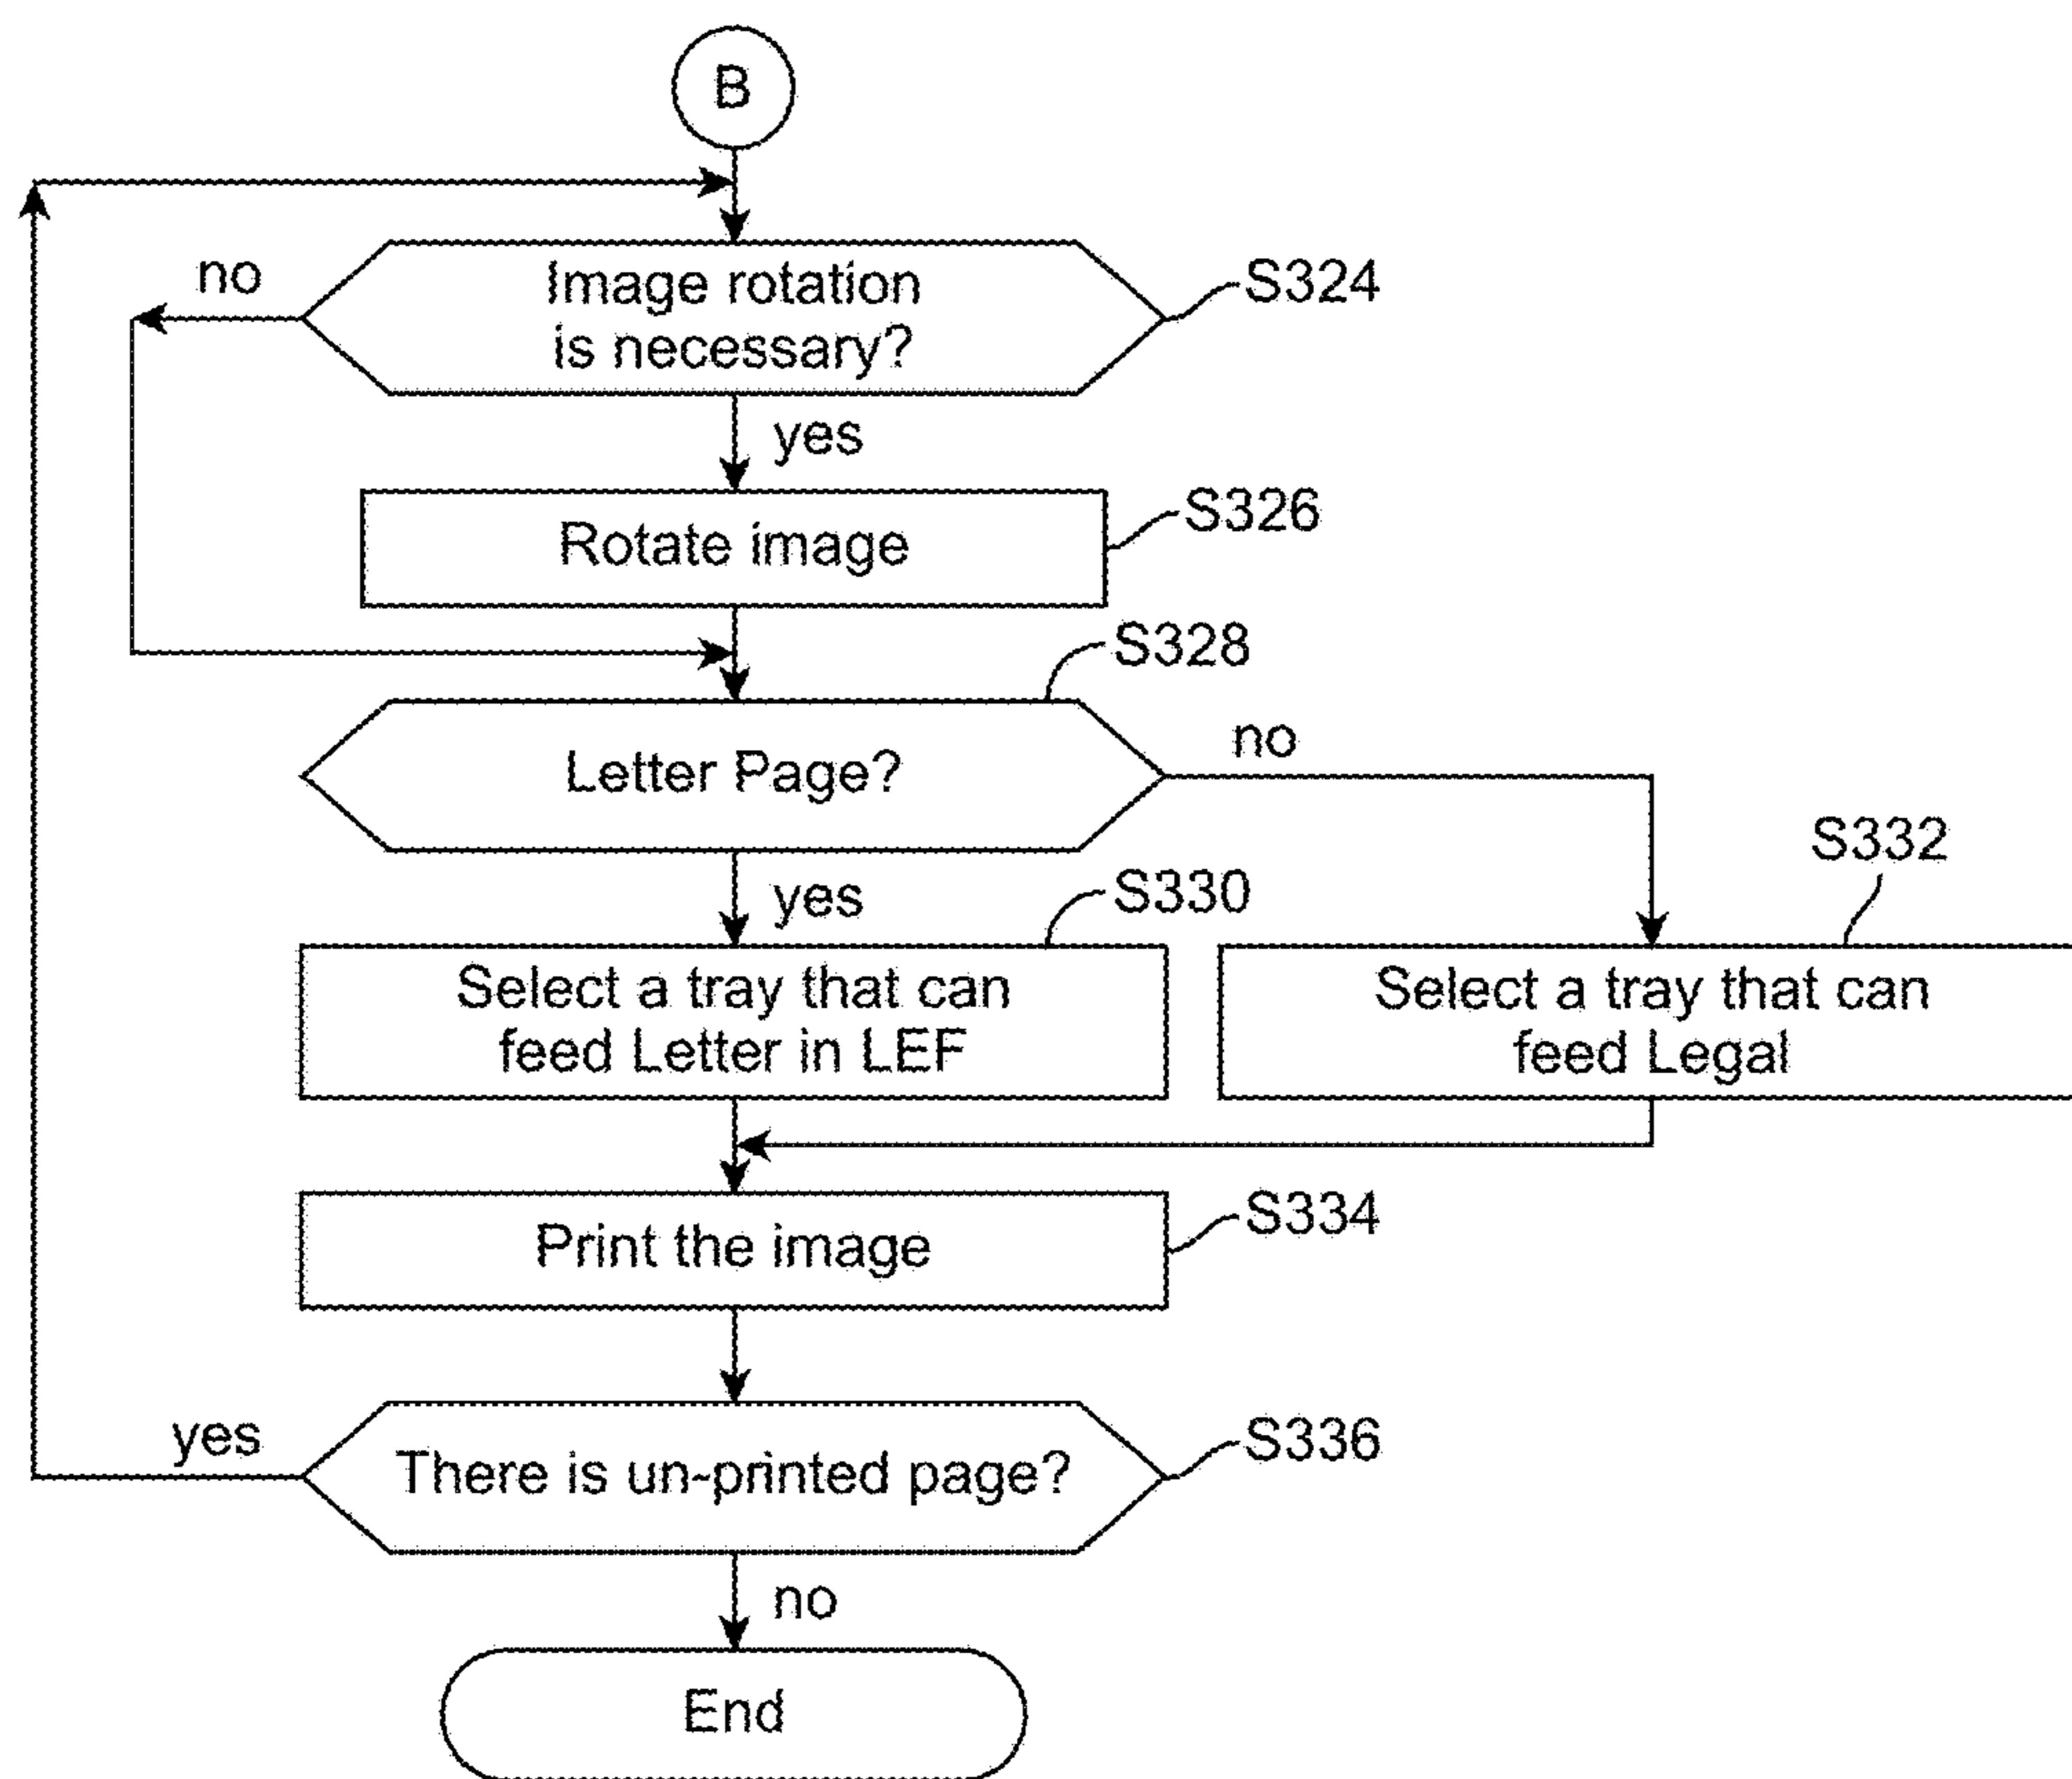 B
no
Image rotation
is necessary?
S324
yes
Rotate image
S326
S328
Letter Page?
no
S332
yes
S330
Select a tray that can
feed Letter in LEF
Select a tray that can
feed Legal
Print the image
S334
yes
There is un-printed page?
S336
no
End